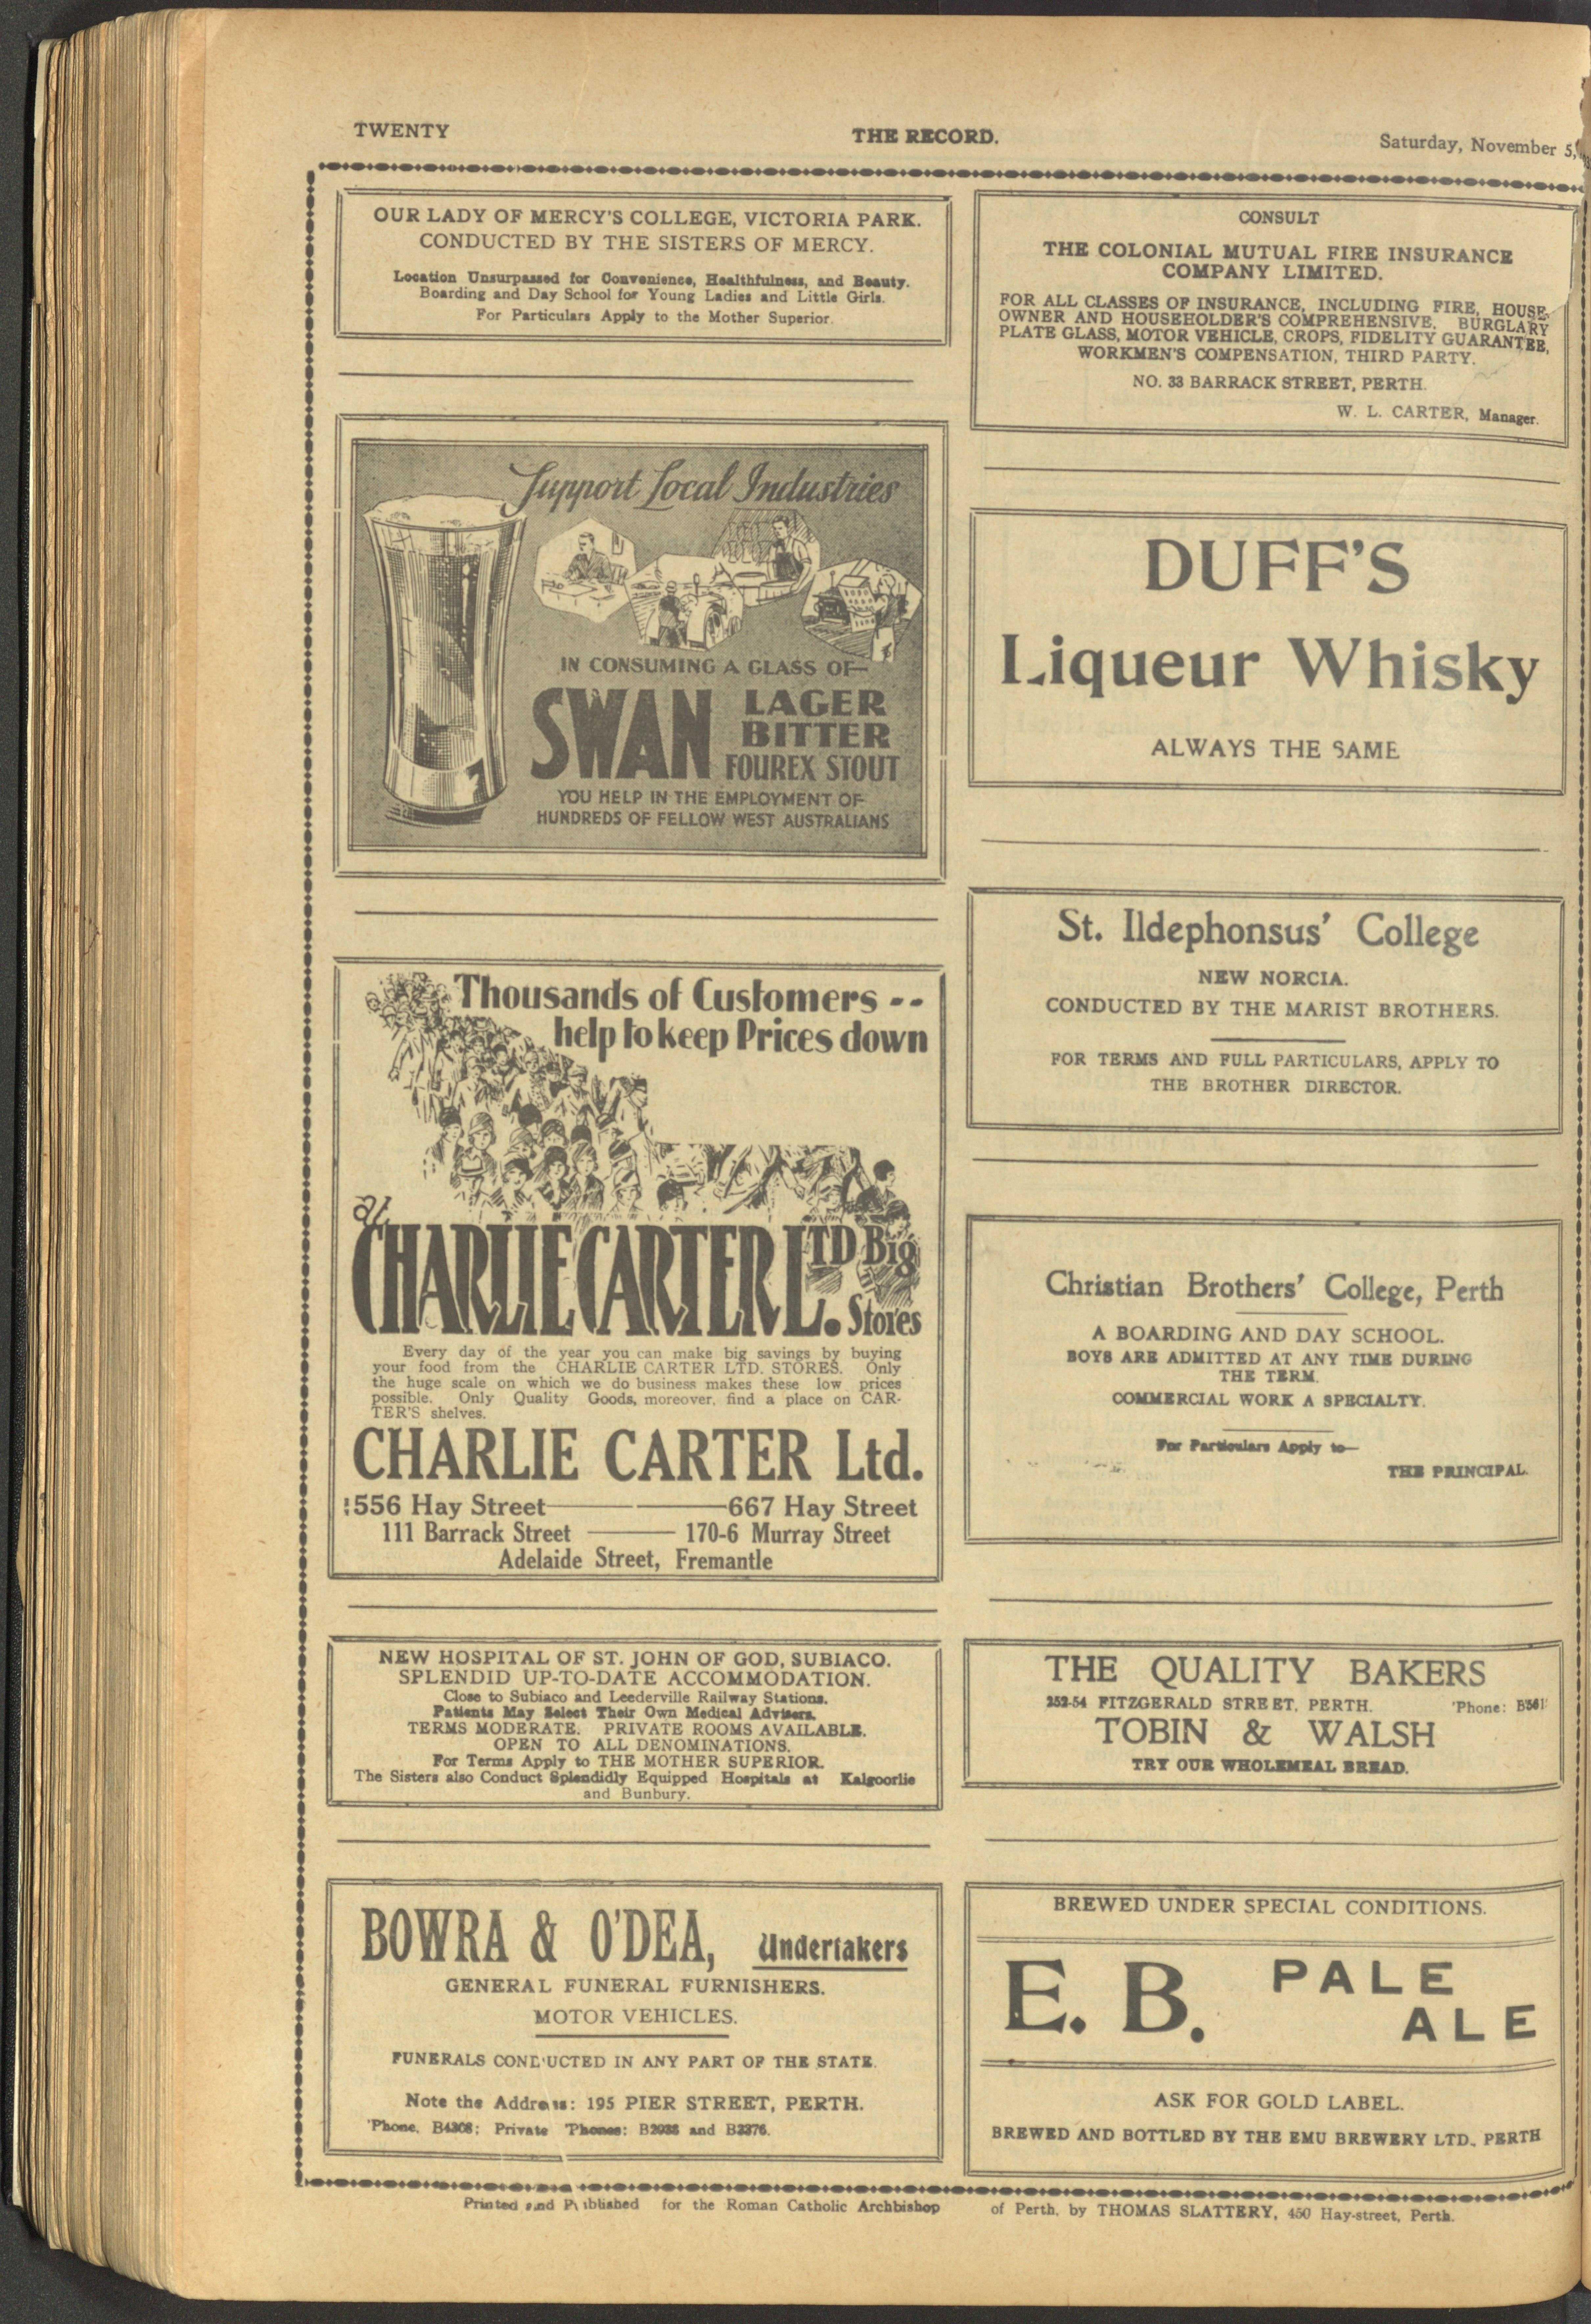 TWENTY
THE RECORD.
Saturday, November 5,
OUR LADY OF MERCY'S COLLEGE, VICTORIA PARK.
CONDUCTED BY THE SISTERS OF MERCY.
Location Unsurpassed for Convenience, Healthfulness, and Beauty.
Boarding and Day School for Young Ladies and Little Girls.
For Particulars Apply to the Mother Superior.
Support Local Industries
IN CONSUMING A GLASS OF—
SWAN LAGER
BITTER
FOUREX STOUT
YOU HELP IN THE EMPLOYMENT OF
HUNDREDS OF FELLOW WEST AUSTRALIANS
Thousands of Customers --
help to keep Prices down
at
CHARLIE CARTER LTD. Big
Stores
Every day of the year you can make big savings by buying
your food from the CHARLIE CARTER LTD. STORES. Only
the huge scale on which we do business makes these low prices
possible. Only Quality Goods, moreover, find a place on CAR-
TER'S shelves.
CHARLIE CARTER Ltd.
556 Hay Street — 667 Hay Street
111 Barrack Street — 170-6 Murray Street
Adelaide Street, Fremantle
NEW HOSPITAL OF ST. JOHN OF GOD, SUBIACO.
SPLENDID UP-TO-DATE ACCOMMODATION.
Close to Subiaco and Leederville Railway Stations.
Patients May Select Their Own Medical Advisers.
TERMS MODERATE. PRIVATE ROOMS AVAILABLE.
OPEN TO ALL DENOMINATIONS.
For Terms Apply to THE MOTHER SUPERIOR.
The Sisters also Conduct Splendidly Equipped Hospitals at Kalgoorlie
and Bunbury.
BOWRA & O'DEA, Undertakers
GENERAL FUNERAL FURNISHERS.
MOTOR VEHICLES.
FUNERALS CONDUCTED IN ANY PART OF THE STATE.
Note the Address: 195 PIER STREET, PERTH.
'Phone, B4308; Private 'Phones: and
CONSULT
THE COLONIAL MUTUAL FIRE INSURANCE
COMPANY LIMITED.
FOR ALL CLASSES OF INSURANCE, INCLUDING FIRE, HOUSE-
OWNER AND HOUSEHOLDER'S COMPREHENSIVE, BURGLARY
PLATE GLASS, MOTOR VEHICLE, CROPS, FIDELITY GUARANTEE,
WORKMEN'S COMPENSATION, THIRD PARTY.
NO. 33 BARRACK STREET, PERTH.
W. L. CARTER, Manager.
DUFF'S
Liqueur Whisky
ALWAYS THE SAME
St. Ildephonsus' College
NEW NORCIA.
CONDUCTED BY THE MARIST BROTHERS.
FOR TERMS AND FULL PARTICULARS, APPLY TO
THE BROTHER DIRECTOR.
Christian Brothers' College, Perth
A BOARDING AND DAY SCHOOL.
BOYS ARE ADMITTED AT ANY TIME DURING
THE TERM.
COMMERCIAL WORK A SPECIALTY.
For Particulars Apply to—
THE PRINCIPAL.
THE QUALITY BAKERS
252-54 FITZGERALD STREET, PERTH. 'Phone:
TOBIN & WALSH
TRY OUR WHOLEMEAL BREAD.
BREWED UNDER SPECIAL CONDITIONS.
E. B. PALE
ALE
ASK FOR GOLD LABEL.
BREWED AND BOTTLED BY THE EMU BREWERY LTD., PERTH
Printed and Published for the Roman Catholic Archbishop of Perth, by THOMAS SLATTERY, 450 Hay-street, Perth.